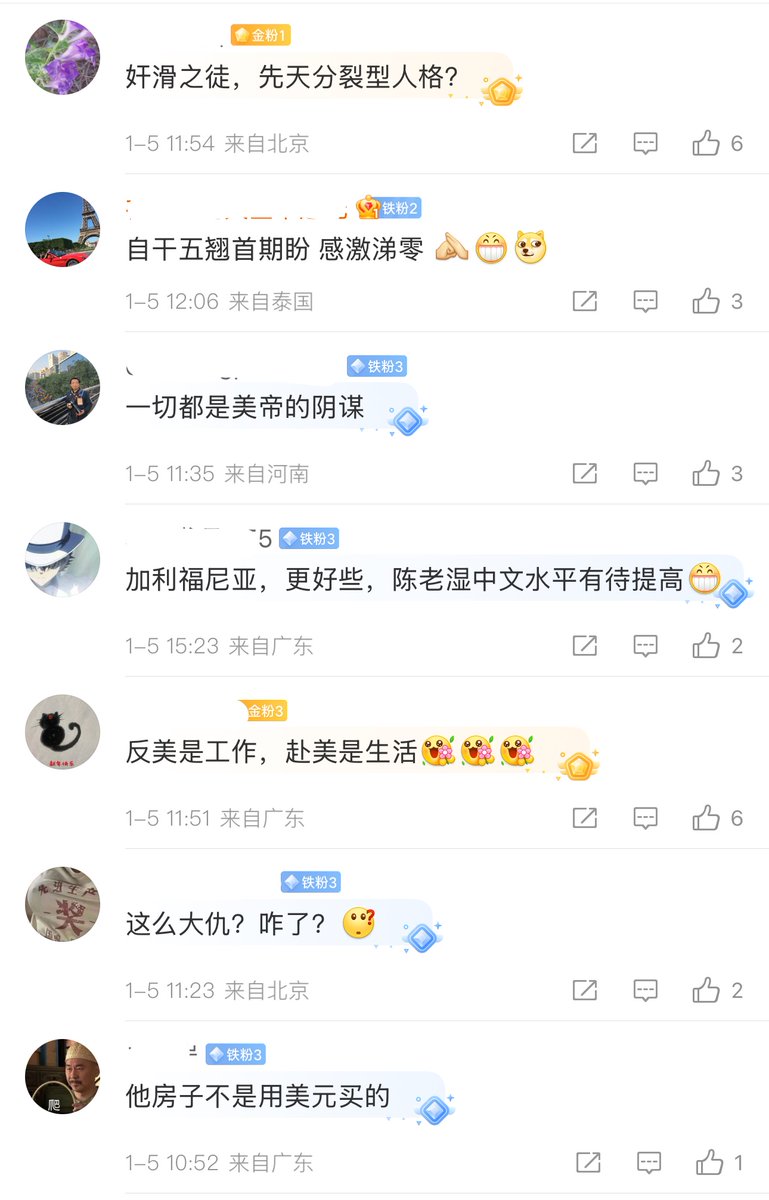 金粉1
奸滑之徒，先天分裂型人格？
1-5 11:54 来自北京
6
铁粉2
自干五翘首期盼 感激涕零
1-5 12:06 来自泰国
3
铁粉3
一切都是美帝的阴谋
1-5 11:35 来自河南
3
5 铁粉3
加利福尼亚，更好些，陈老湿中文水平有待提高
1-5 15:23 来自广东
2
金粉3
反美是工作，赴美是生活
1-5 11:51 来自广东
6
铁粉3
这么大仇？咋了？
1-5 11:23 来自北京
2
铁粉3
他房子不是用美元买的
爬
1-5 10:52 来自广东
1